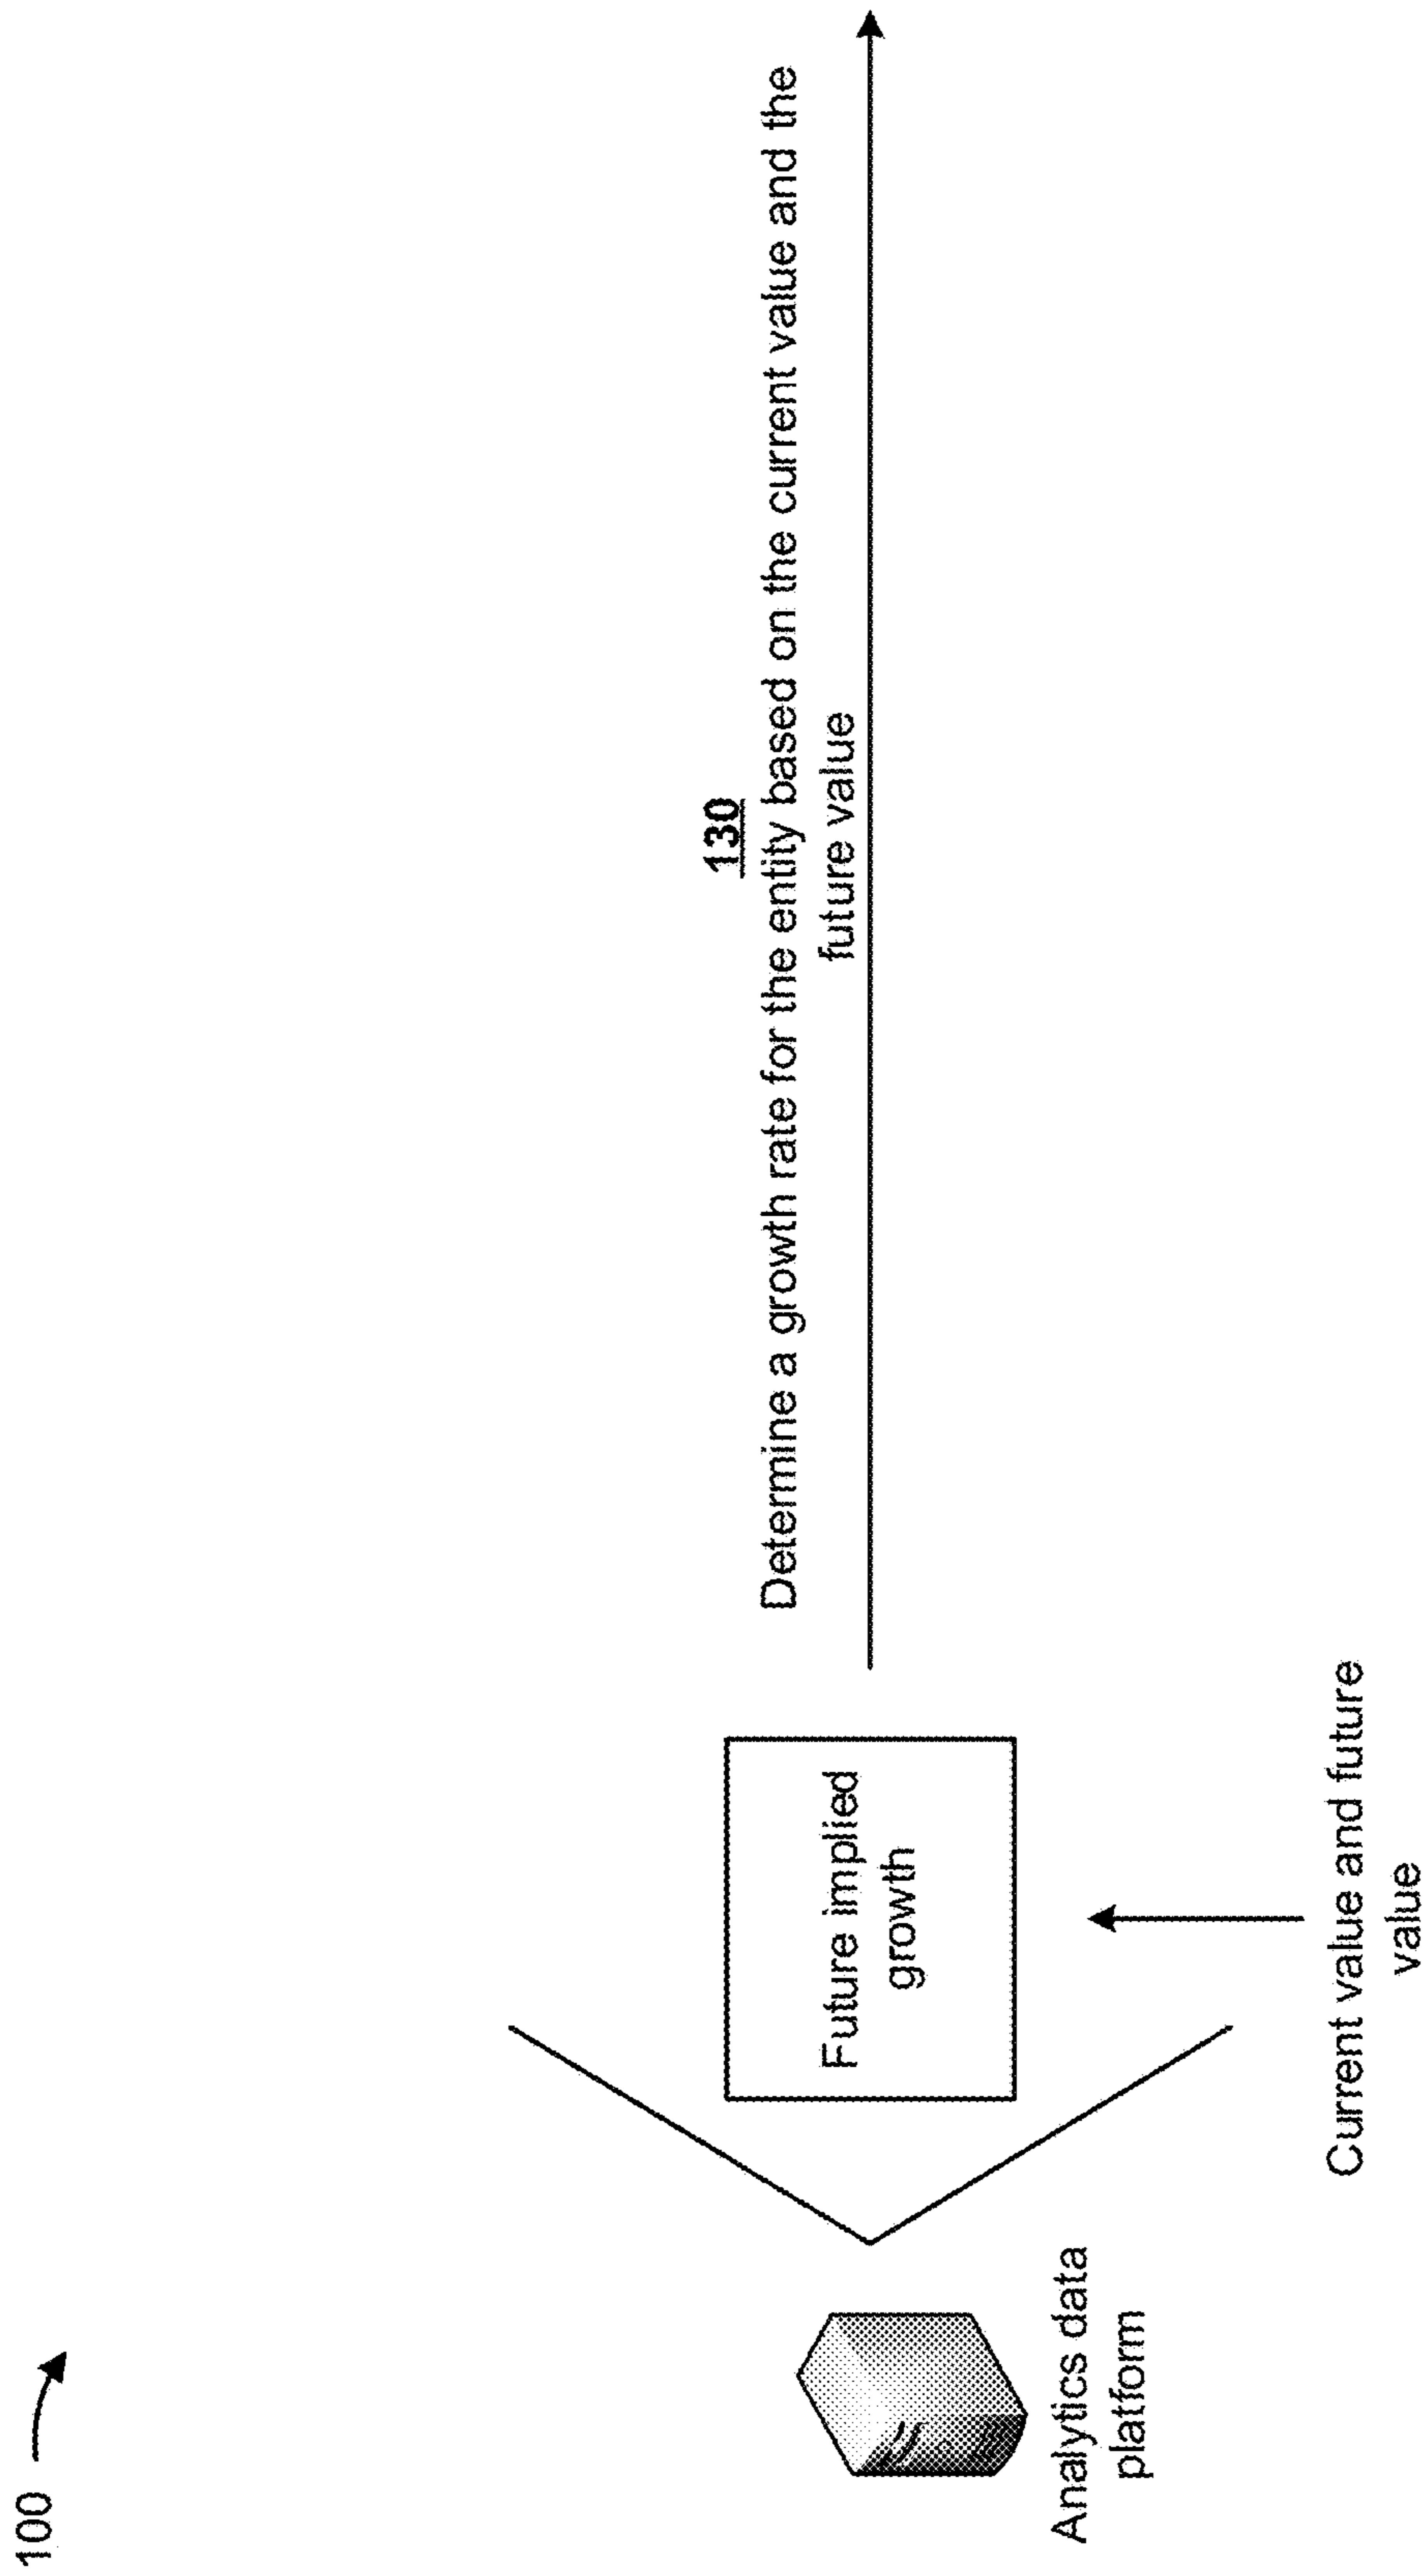 100
130
Determine a growth rate for the entity based on the current value and the
future value
Future implied
growth
Analytics data
platform
Current value and future
value